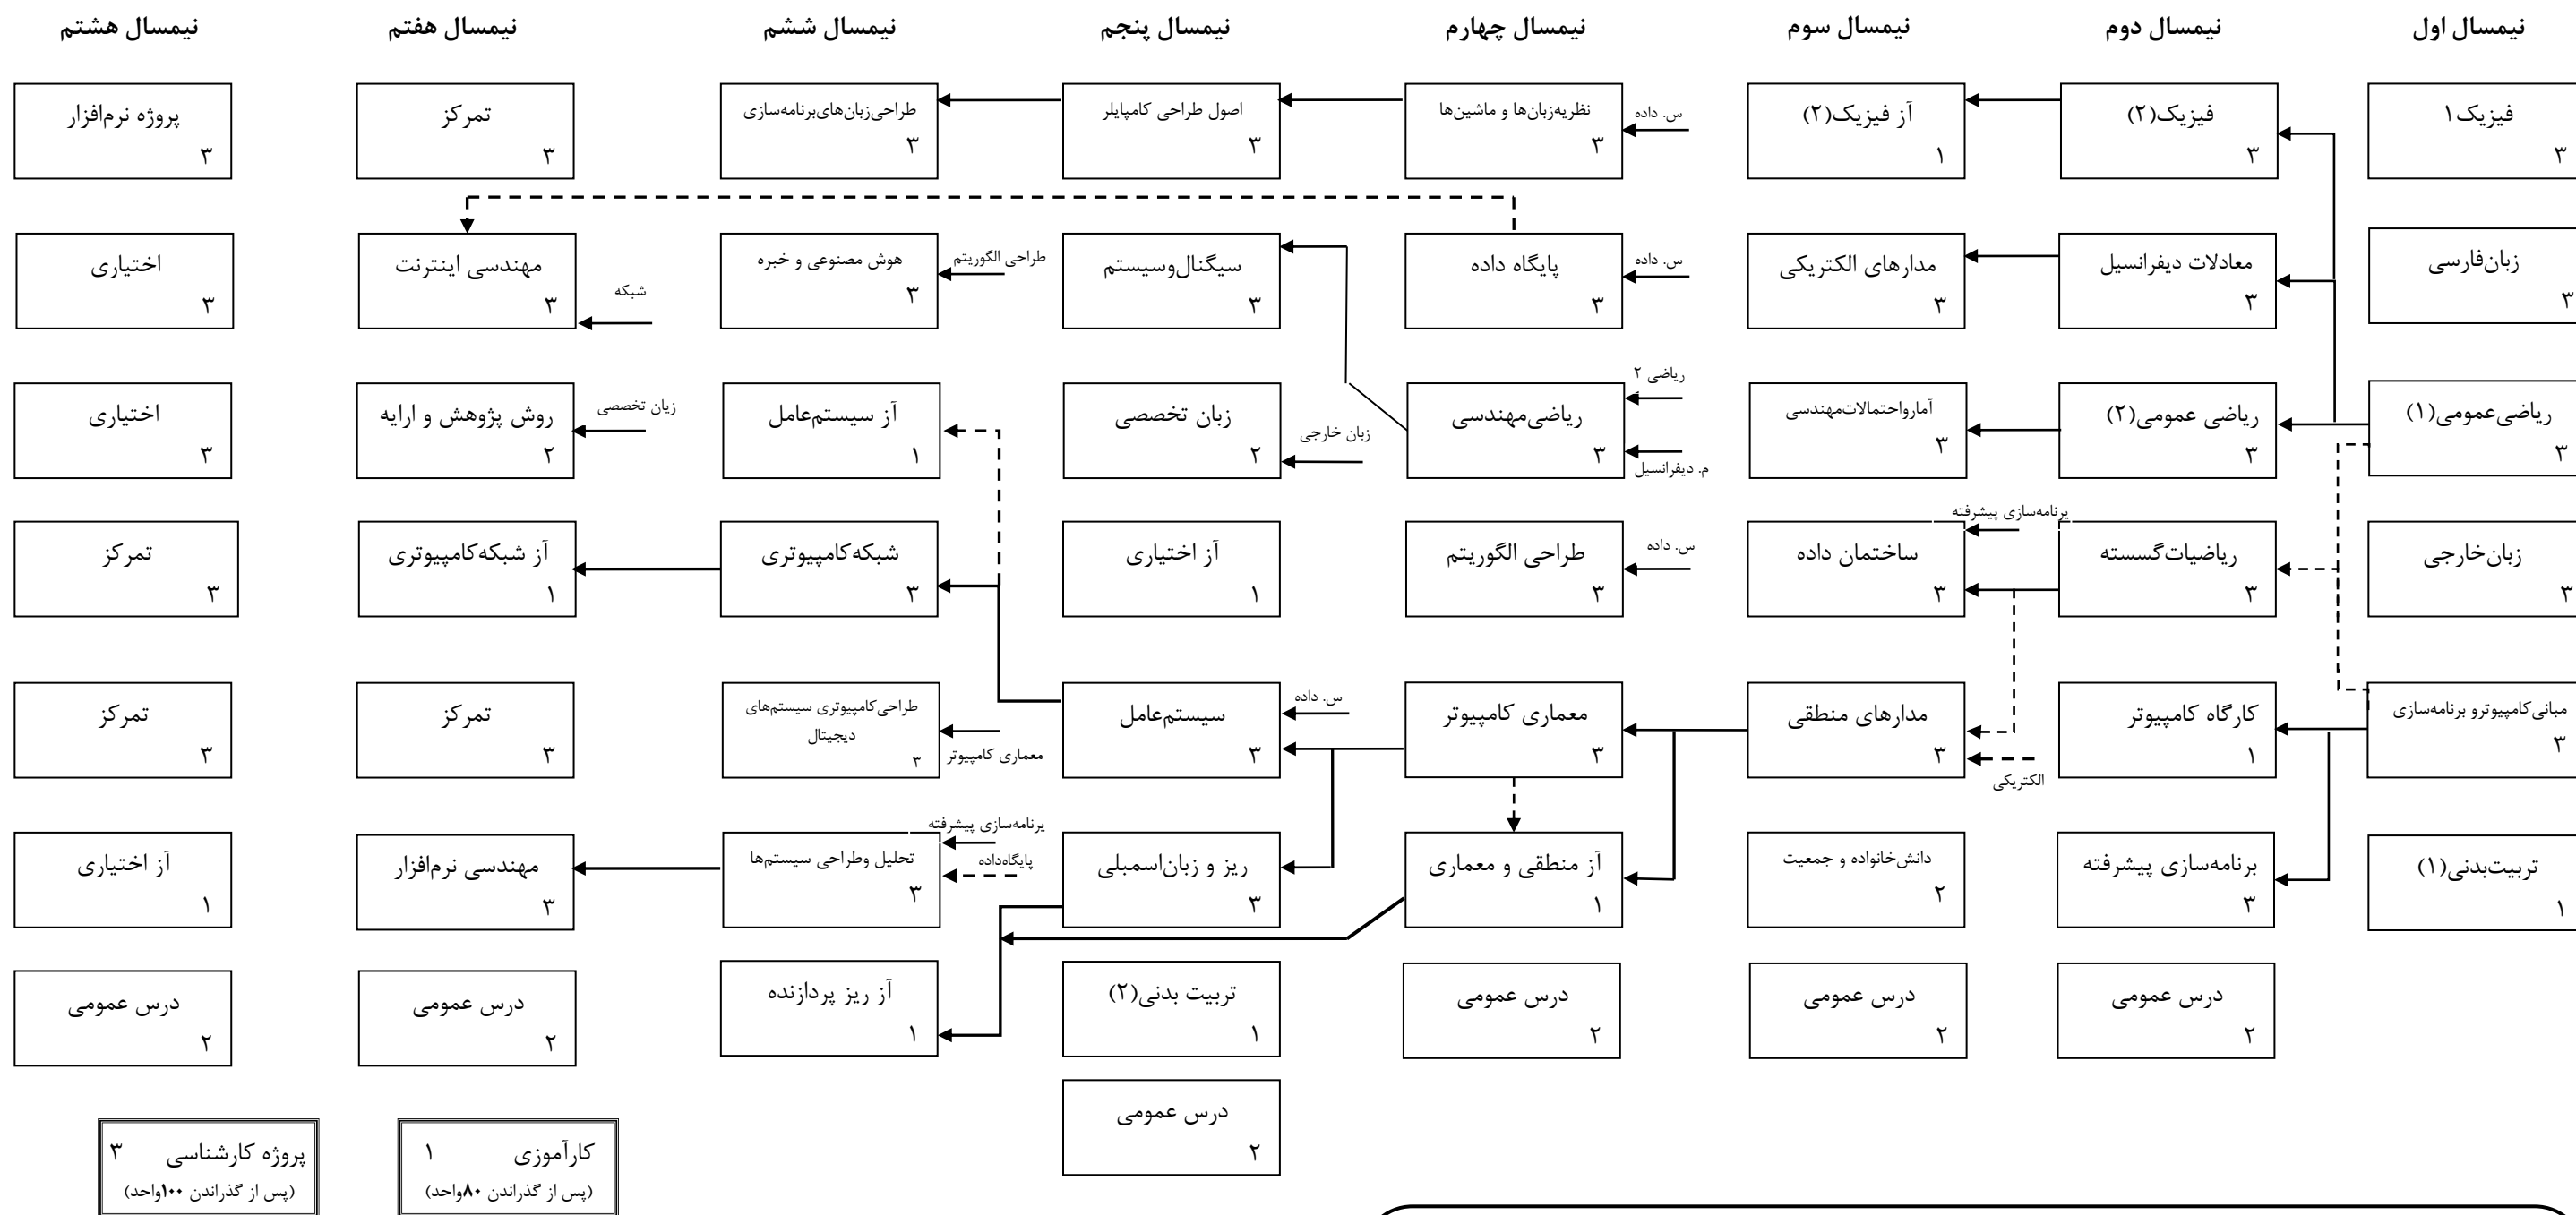 نیمسال اول
نیمسال دوم
نیمسال سوم
نیمسال چهارم
نیمسال پنجم
نیمسال ششم
نیمسال هفتم
نیمسال هشتم
فیزیک۱
۳
فیزیک(۲)
۳
آز فیزیک(۲)
۱
س. داده
نظریه‌زبان‌ها و ماشین‌ها
۳
اصول طراحی کامپایلر
۳
طراحی‌زبان‌های‌برنامه‌سازی
۳
تمرکز
۳
پروژه نرم‌افزار
۳
زبان‌فارسی
۳
معادلات دیفرانسیل
۳
مدارهای الکتریکی
۳
س. داده
پایگاه داده
۳
سیگنال‌وسیستم
۳
طراحی الگوریتم
هوش مصنوعی و خبره
۳
شبکه
مهندسی اینترنت
۳
اختیاری
۳
ریاضی‌عمومی(۱)
۳
ریاضی عمومی(۲)
۳
آمارواحتمالات‌مهندسی
۳
ریاضی ۲
م. دیفرانسیل
ریاضی‌مهندسی
۳
زبان خارجی
زبان تخصصی
۲
آز سیستم‌عامل
۱
زیان تخصصی
روش پژوهش و ارایه
۲
اختیاری
۳
زبان‌خارجی
۳
ریاضیات‌گسسته
۳
یرنامه‌سازی پیشرفته
ساختمان داده
۳
س. داده
طراحی الگوریتم
۳
آز اختیاری
۱
شبکه‌کامپیوتری
۳
آز شبکه‌کامپیوتری
۱
تمرکز
۳
مبانی‌کامپیوترو برنامه‌سازی
۳
کارگاه کامپیوتر
۱
الکتریکی
مدارهای منطقی
۳
معماری کامپیوتر
۳
س. داده
سیستم‌عامل
۳
معماری کامپیوتر
طراحی‌کامپیوتری سیستم‌های
دیجیتال
۳
تمرکز
۳
تمرکز
۳
تربیت‌بدنی(۱)
۱
برنامه‌سازی پیشرفته
۳
دانش‌خانواده و جمعیت
۲
آز منطقی و معماری
۱
ریز و زبان‌اسمبلی
۳
یرنامه‌سازی پیشرفته
پایگاه‌داده
تحلیل وطراحی سیستم‌ها
۳
مهندسی نرم‌افزار
۳
آز اختیاری
۱
درس عمومی
۲
درس عمومی
۲
درس عمومی
۲
تربیت بدنی(۲)
۱
آز ریز پردازنده
۱
درس عمومی
۲
درس عمومی
۲
درس عمومی
۲
کارآموزی ۱
(پس از گذراندن ۸۰واحد)
پروژه کارشناسی ۳
(پس از گذراندن ۱۰۰واحد)